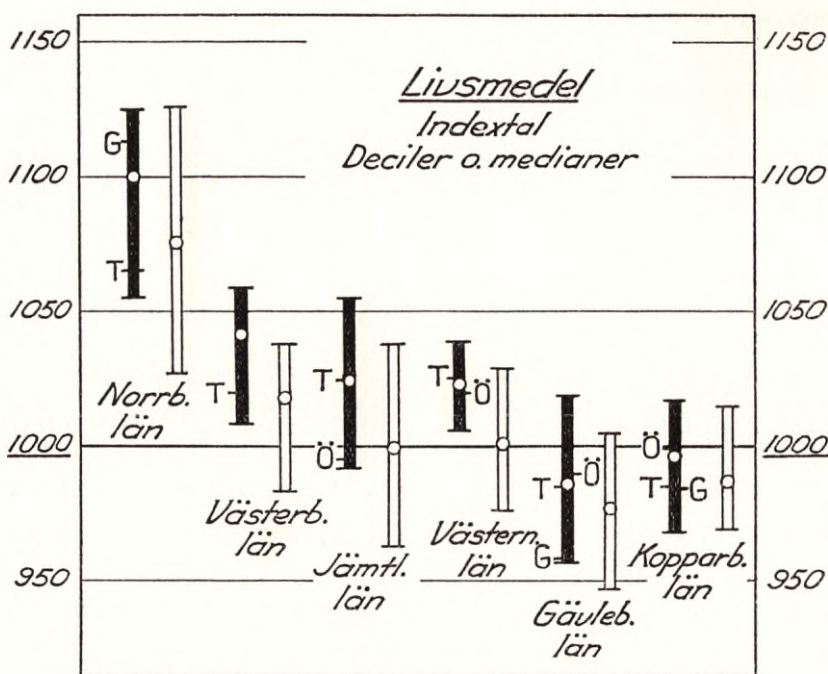 Livsmedel
Indextal
Deciler o. medianer
1150 1150
1100 1100
1050 1050
1000 1000
950 950
G
T
Norrb.
län
T
Västerb.
län
T
Ö
Jämtl.
län
T
Ö
Västern.
län
T
Ö
G
Gävleb.
län
Ö
T
G
Kopparb.
län